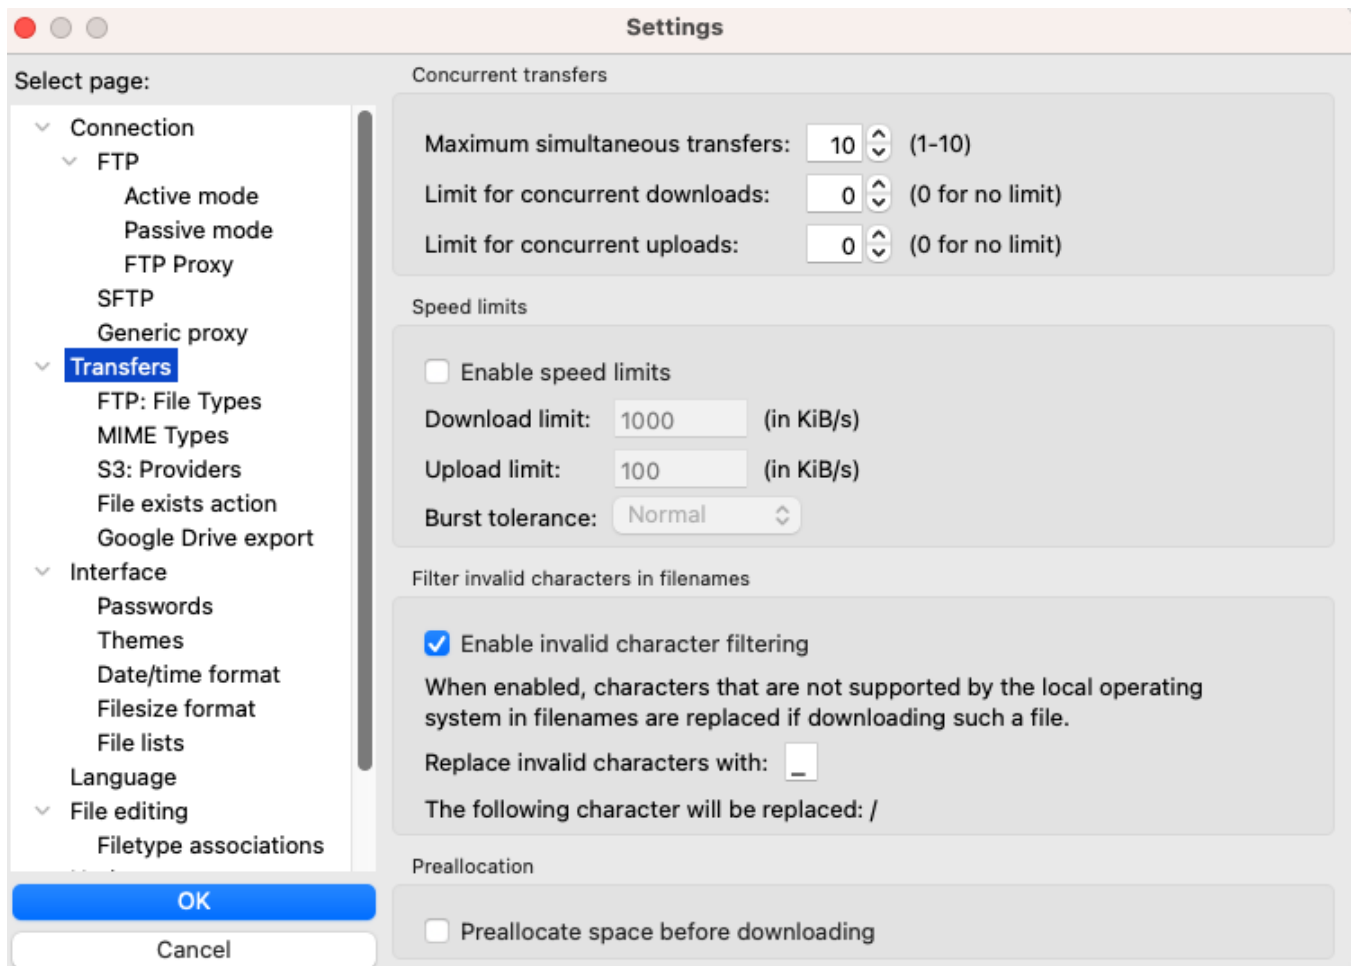 Settings
Select page:
Connection
FTP
Active mode
Passive mode
FTP Proxy
SFTP
Generic proxy
Transfers
FTP: File Types
MIME Types
S3: Providers
File exists action
Google Drive export
Interface
Passwords
Themes
Date/time format
Filesize format
File lists
Language
File editing
Filetype associations
OK
Cancel
Concurrent transfers
Maximum simultaneous transfers: 10 (1-10)
Limit for concurrent downloads: 0 (0 for no limit)
Limit for concurrent uploads: 0 (0 for no limit)
Speed limits
Enable speed limits
Download limit: 1000 (in KiB/s)
Upload limit: 100 (in KiB/s)
Burst tolerance: Normal
Filter invalid characters in filenames
Enable invalid character filtering
When enabled, characters that are not supported by the local operating
system in filenames are replaced if downloading such a file.
Replace invalid characters with: _
The following character will be replaced: /
Preallocation
Preallocate space before downloading